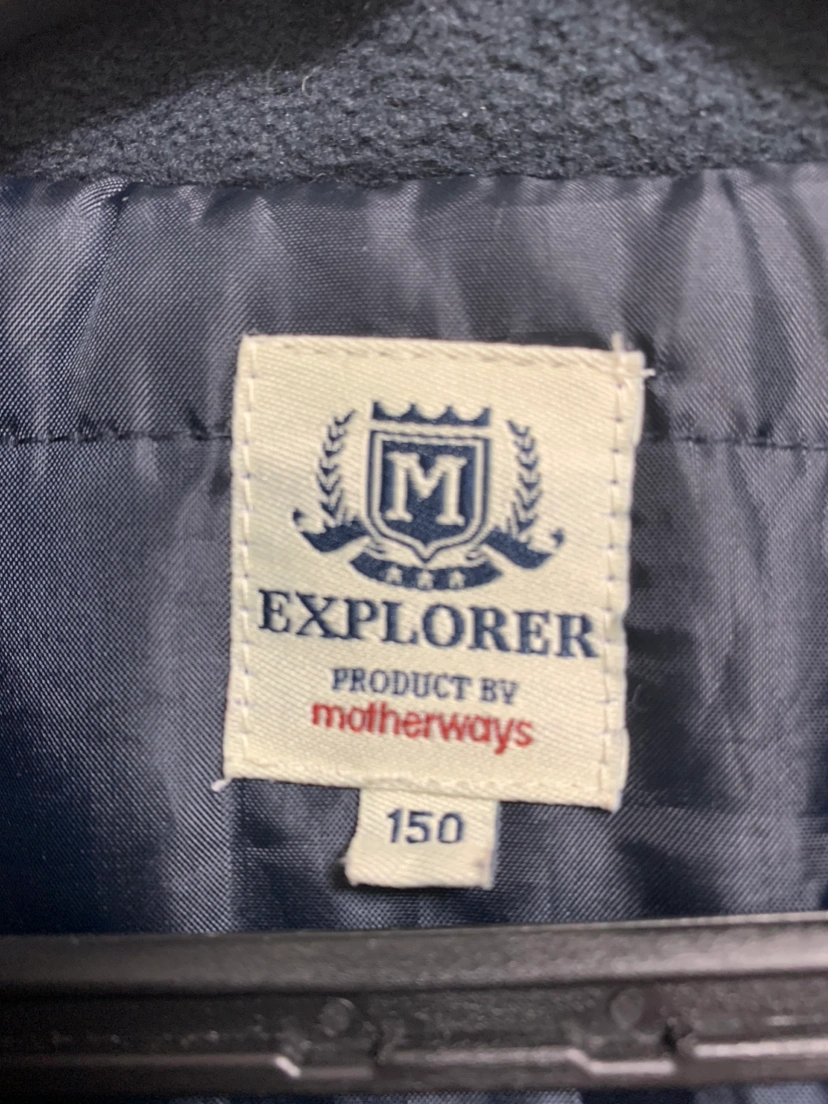 M
EXPLORER
PRODUCT BY
motherways
150